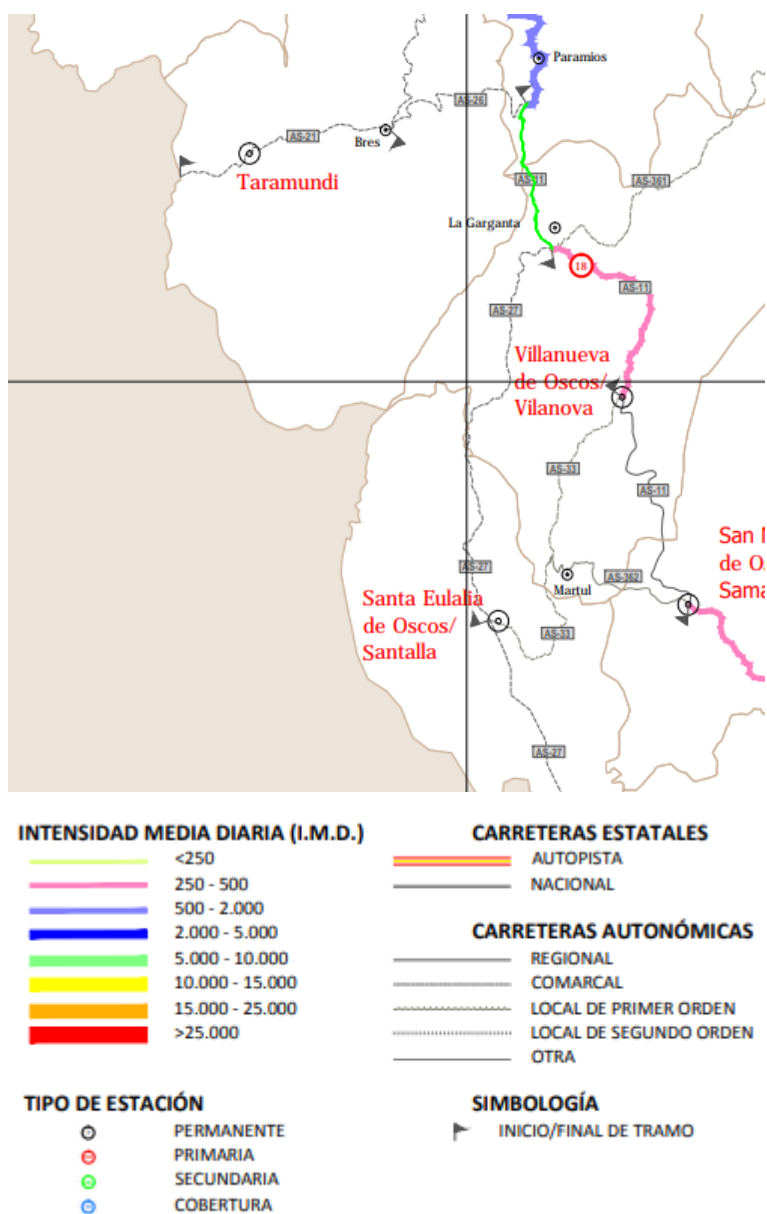 Paramios
AS-26
AS-21
Bres
Taramundi
AS-11
AS-361
La Garganta
18
AS-11
AS-27
Villanueva
de Oscos/
Vilanova
AS-33
AS-11
San
de O
Sama
AS-27
Martul
AS-362
Santa Eulalia
de Oscos/
Santalla
AS-33
AS-27
INTENSIDAD MEDIA DIARIA (I.M.D.)
<250
250 - 500
500 - 2.000
2.000 - 5.000
5.000 - 10.000
10.000 - 15.000
15.000 - 25.000
>25.000
CARRETERAS ESTATALES
AUTOPISTA
NACIONAL
CARRETERAS AUTONÓMICAS
REGIONAL
COMARCAL
LOCAL DE PRIMER ORDEN
LOCAL DE SEGUNDO ORDEN
OTRA
TIPO DE ESTACIÓN
PERMANENTE
PRIMARIA
SECUNDARIA
COBERTURA
SIMBOLOGÍA
INICIO/FINAL DE TRAMO